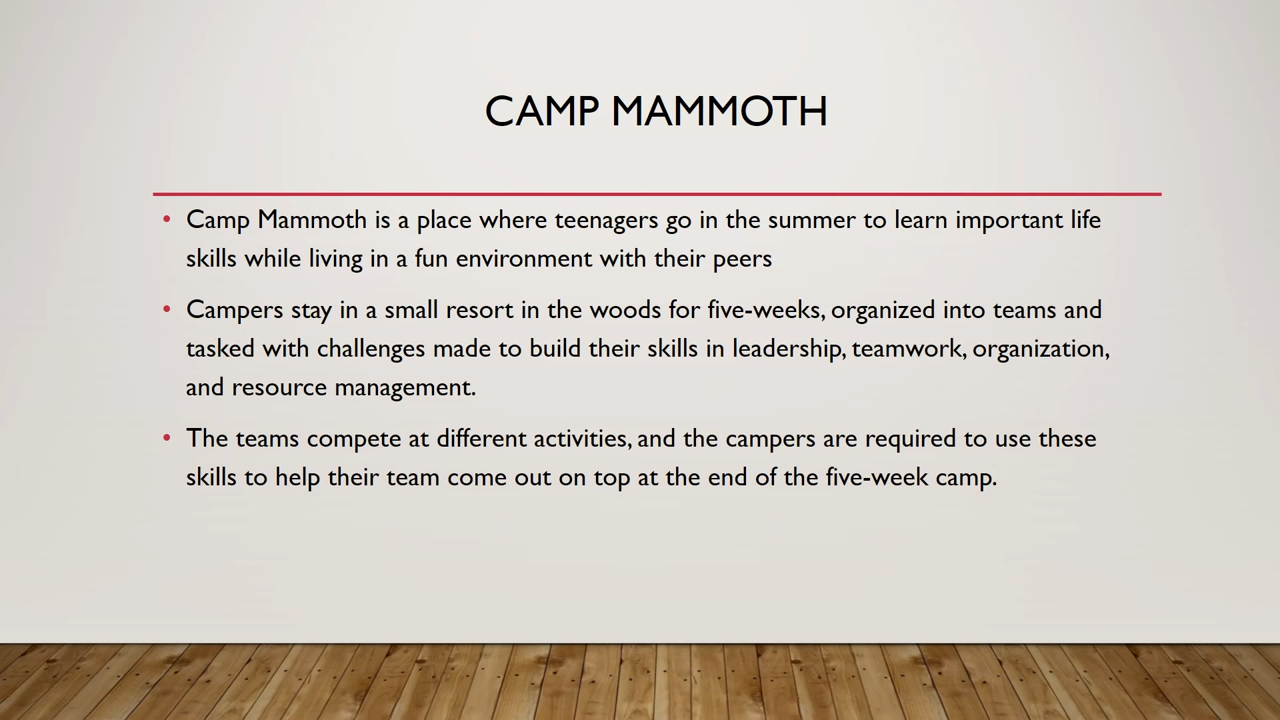 CAMP MAMMOTH
• Camp Mammoth is a place where teenagers go in the summer to learn important life
skills while living in a fun environment with their peers
• Campers stay in a small resort in the woods for five-weeks, organized into teams and
tasked with challenges made to build their skills in leadership, teamwork, organization,
and resource management.
• The teams compete at different activities, and the campers are required to use these
skills to help their team come out on top at the end of the five-week camp.